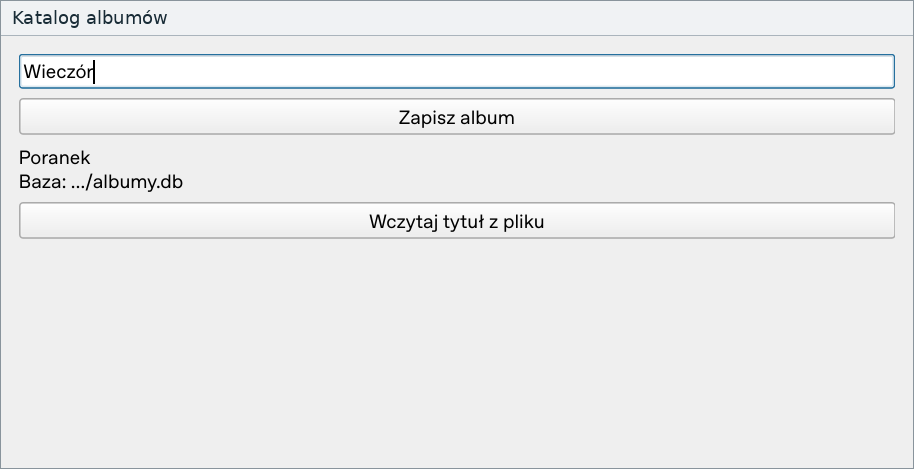 Katalog albumów
Wieczór
Zapisz album
Poranek
Baza: .../albumy.db
Wczytaj tytuł z pliku